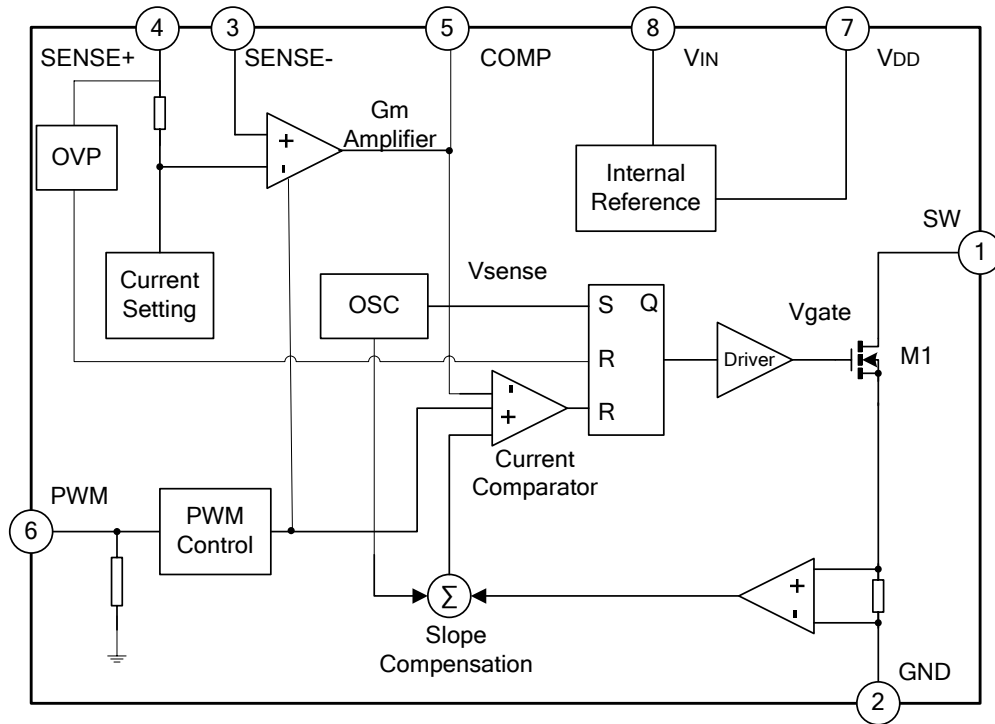 4
3
5
8
7
SENSE+
SENSE-
COMP
VIN
VDD
Gm
Amplifier
OVP
+
-
Internal
Reference
SW
1
Current
Setting
Vsense
OSC
S
Q
R
R
Vgate
Driver
M1
-
+
Current
Comparator
PWM
6
PWM
Control
Σ
Slope
Compensation
+
-
GND
2